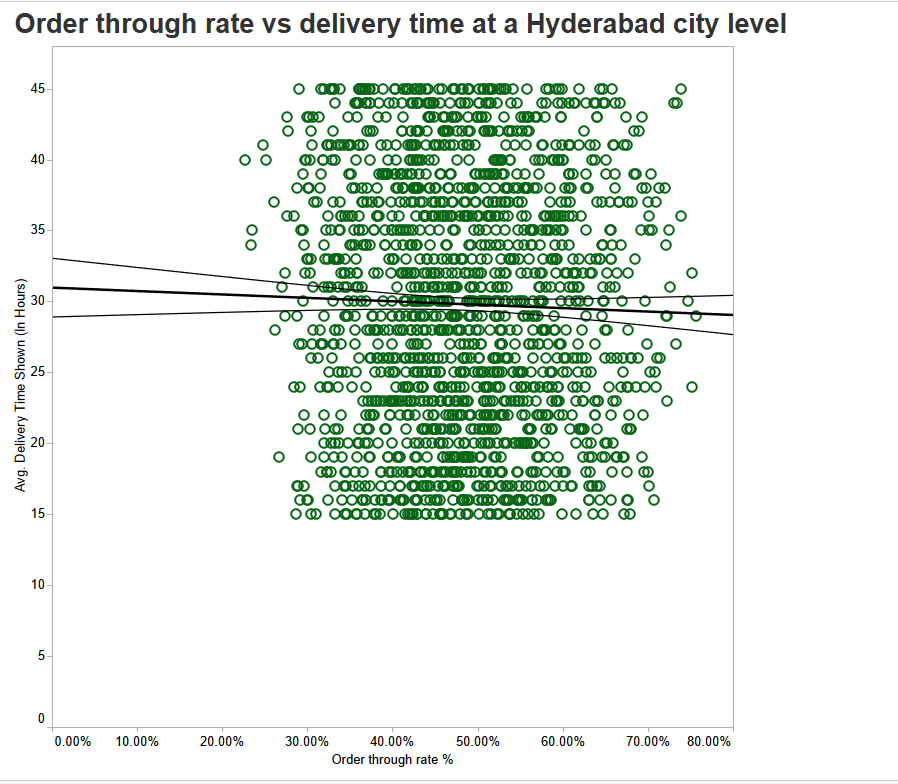 Order through rate vs delivery time at a Hyderabad city level
Avg. Delivery Time Shown (In Hours)
45
40
35
30
25
20
15
10
5
0
0.00% 10.00% 20.00% 30.00% 40.00% 50.00% 60.00% 70.00% 80.00%
Order through rate %